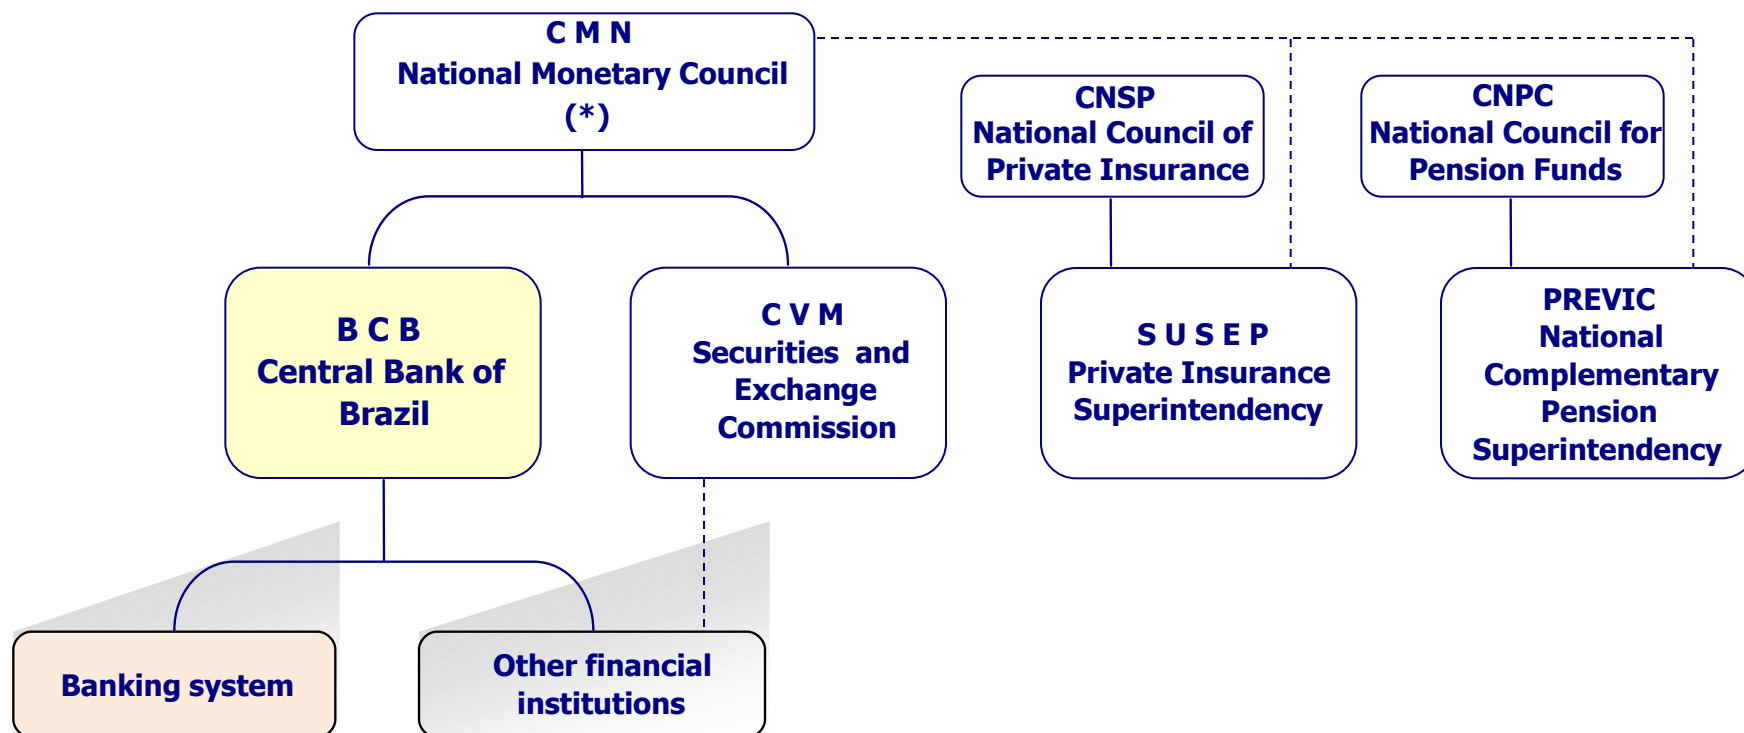 C M N
National Monetary Council
(*)
CNSP
National Council of
Private Insurance
CNPC
National Council for
Pension Funds
B C B
Central Bank of
Brazil
C V M
Securities and
Exchange
Commission
S U S E P
Private Insurance
Superintendency
PREVIC
National
Complementary
Pension
Superintendency
Banking system
Other financial
institutions